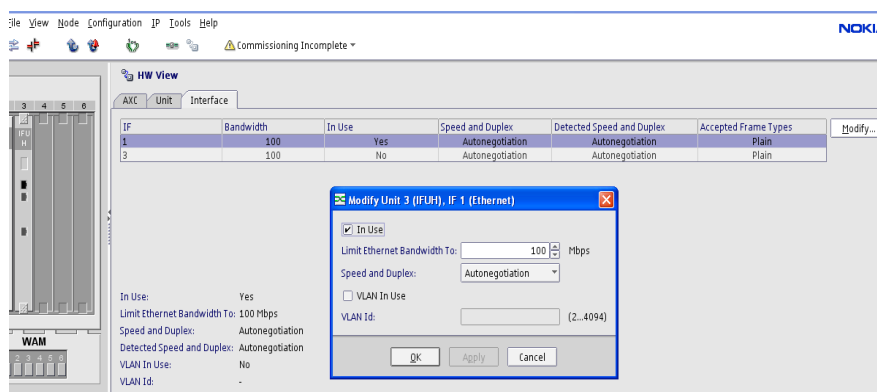 File View Node Configuration IP Tools Help
Commissioning Incomplete
NOKIA
HW View
AXC Unit Interface
3 4 5 6
IFU
H
IF Bandwidth In Use Speed and Duplex Detected Speed and Duplex Accepted Frame Types
1 100 Yes Autonegotiation Autonegotiation Plain
3 100 No Autonegotiation Autonegotiation Plain
Modify...
Modify Unit 3 (IFUH), IF 1 (Ethernet)
In Use
Limit Ethernet Bandwidth To: 100 Mbps
Speed and Duplex: Autonegotiation
VLAN In Use
VLAN Id: (2...4094)
OK Apply Cancel
In Use: Yes
Limit Ethernet Bandwidth To: 100 Mbps
Speed and Duplex: Autonegotiation
Detected Speed and Duplex: Autonegotiation
VLAN In Use: No
VLAN Id: -
WAM
2 3 4 5 6